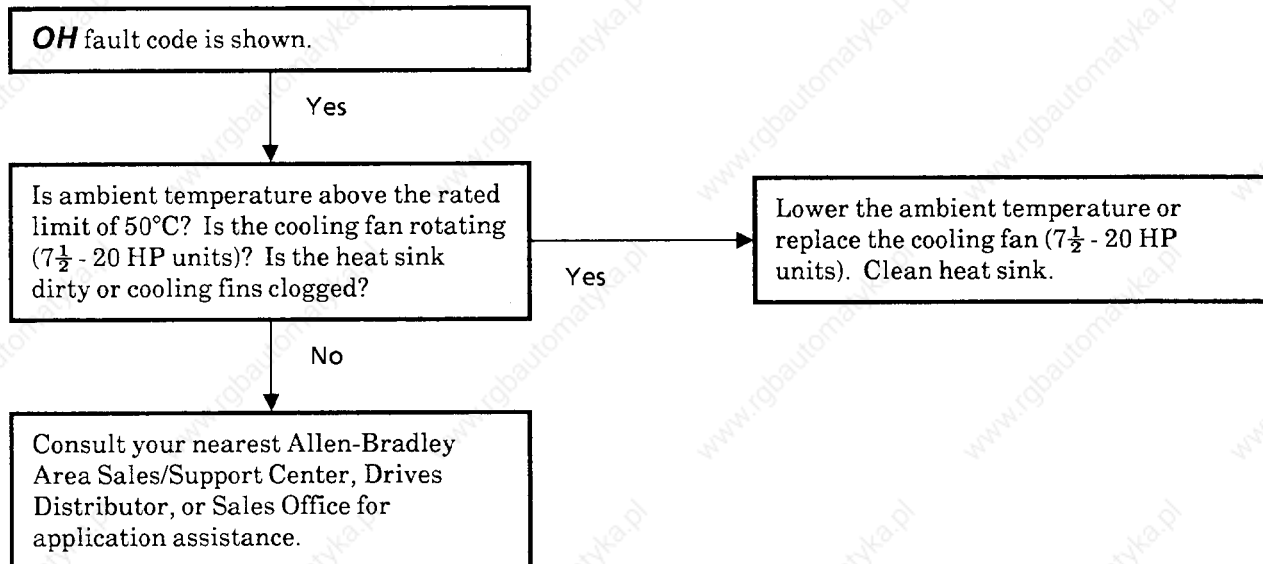 OH fault code is shown.
Yes
Is ambient temperature above the rated
limit of 50°C? Is the cooling fan rotating
(7½ - 20 HP units)? Is the heat sink
dirty or cooling fins clogged?
Yes
Lower the ambient temperature or
replace the cooling fan (7½ - 20 HP
units). Clean heat sink.
No
Consult your nearest Allen-Bradley
Area Sales/Support Center, Drives
Distributor, or Sales Office for
application assistance.
www.rgbautomatyka.pl